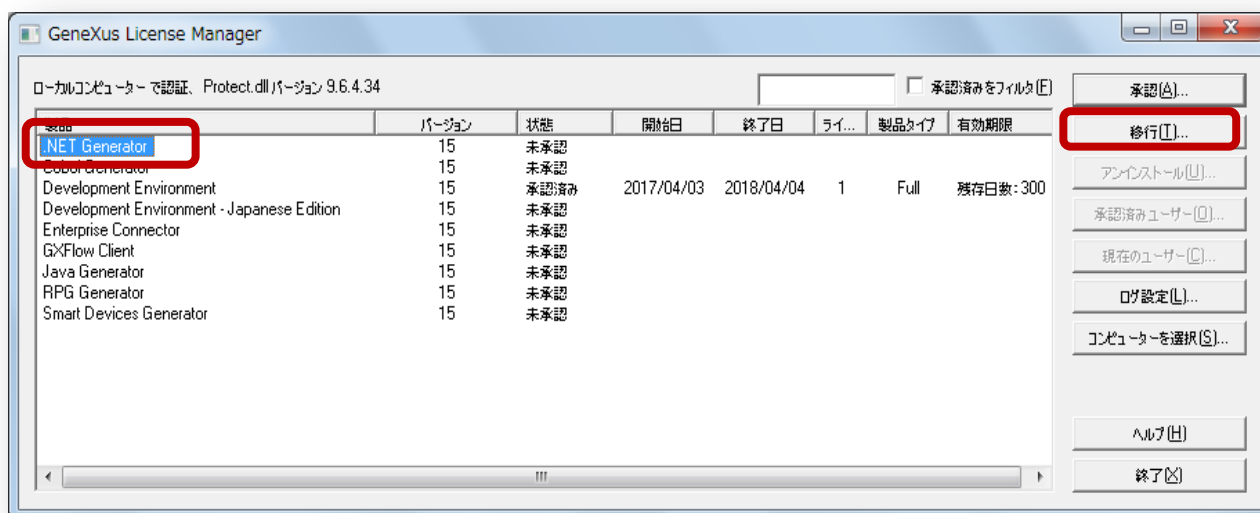 GeneXus License Manager
ローカルコンピューター で認証、Protect.dll バージョン 9.6.4.34
承認済みをフィルタ(F)
承認(A)...
製品 バージョン 状態 開始日 終了日 ライ... 製品タイプ 有効期限
移行(T)...
.NET Generator 15 未承認
Cobol Generator 15 未承認
アンインストール(U)...
Development Environment 15 承認済み 2017/04/03 2018/04/04 1 Full 残存日数: 300
Development Environment - Japanese Edition 15 未承認
承認済みユーザー(O)...
Enterprise Connector 15 未承認
GXFlow Client 15 未承認
現在のユーザー(C)...
Java Generator 15 未承認
RPG Generator 15 未承認
ログ設定(L)...
Smart Devices Generator 15 未承認
コンピューターを選択(S)...
ヘルプ(H)
終了(X)